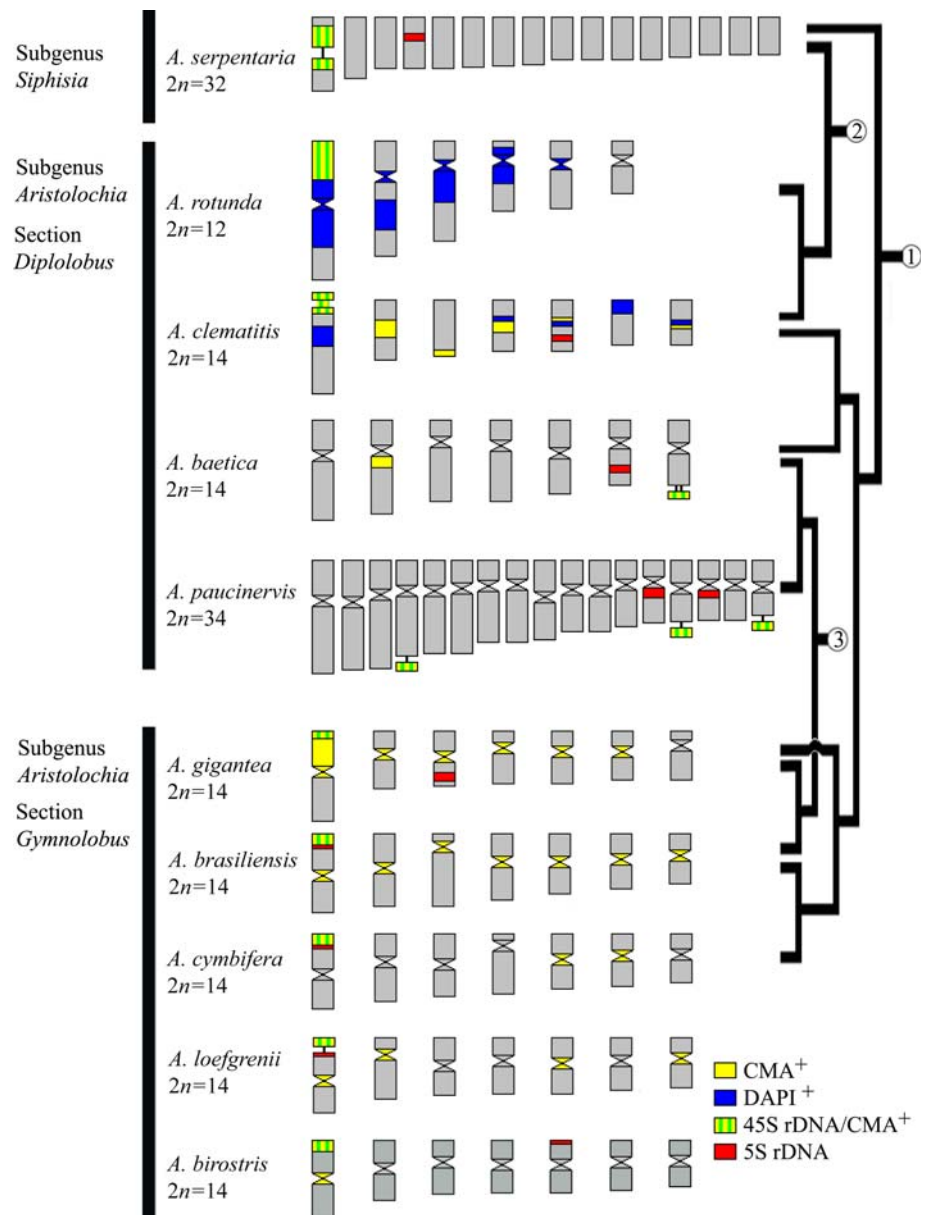 Subgenus
Siphisia
A. serpentaria
2n=32
Subgenus
Aristolochia
Section
Diplolobus
A. rotunda
2n=12
A. clematitis
2n=14
A. baetica
2n=14
A. paucinervis
2n=34
Subgenus
Aristolochia
Section
Gymnolobus
A. gigantea
2n=14
A. brasiliensis
2n=14
A. cymbifera
2n=14
A. loefgrenii
2n=14
A. birostris
2n=14
2
1
3
CMA+
DAPI +
45S rDNA/CMA+
5S rDNA